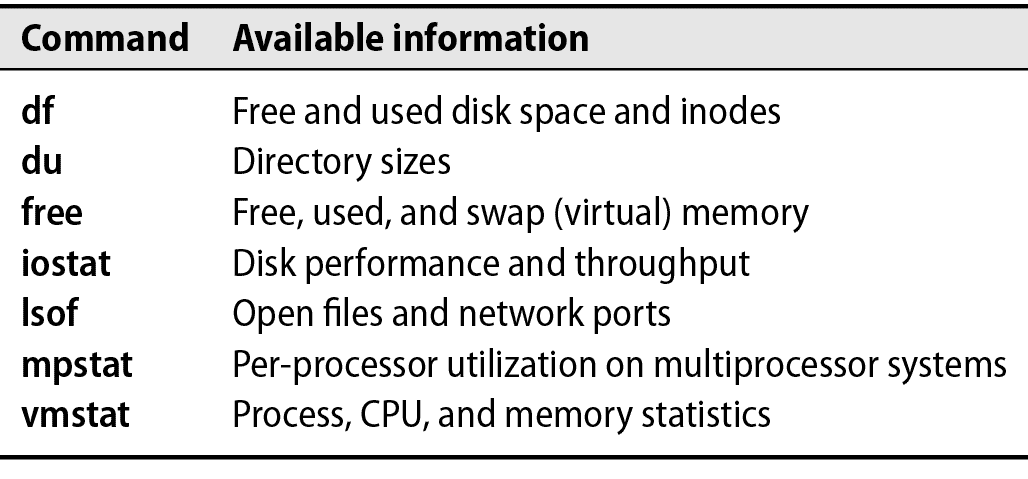 Command Available information
df Free and used disk space and inodes
du Directory sizes
free Free, used, and swap (virtual) memory
iostat Disk performance and throughput
lsof Open files and network ports
mpstat Per-processor utilization on multiprocessor systems
vmstat Process, CPU, and memory statistics